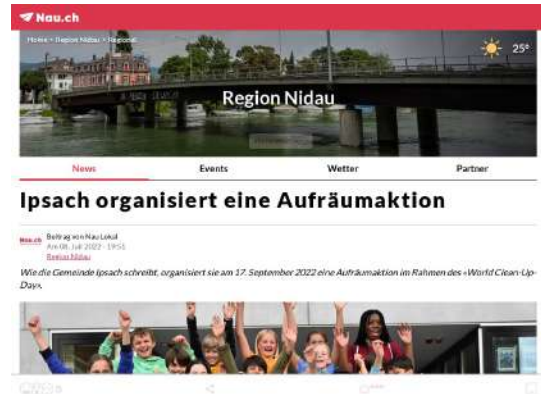 Nau.ch
Home > Region Nidau > Regional
25°
Region Nidau
News Events Wetter Partner
Ipsach organisiert eine Aufräumaktion
Nau.ch
Beitrag von Nau Lokal
Am 08. Juli 2022 - 19:51
Region Nidau
Wie die Gemeinde Ipsach schreibt, organisiert sie am 17. September 2022 eine Aufräumaktion im Rahmen des «World Clean-Up-
Day».